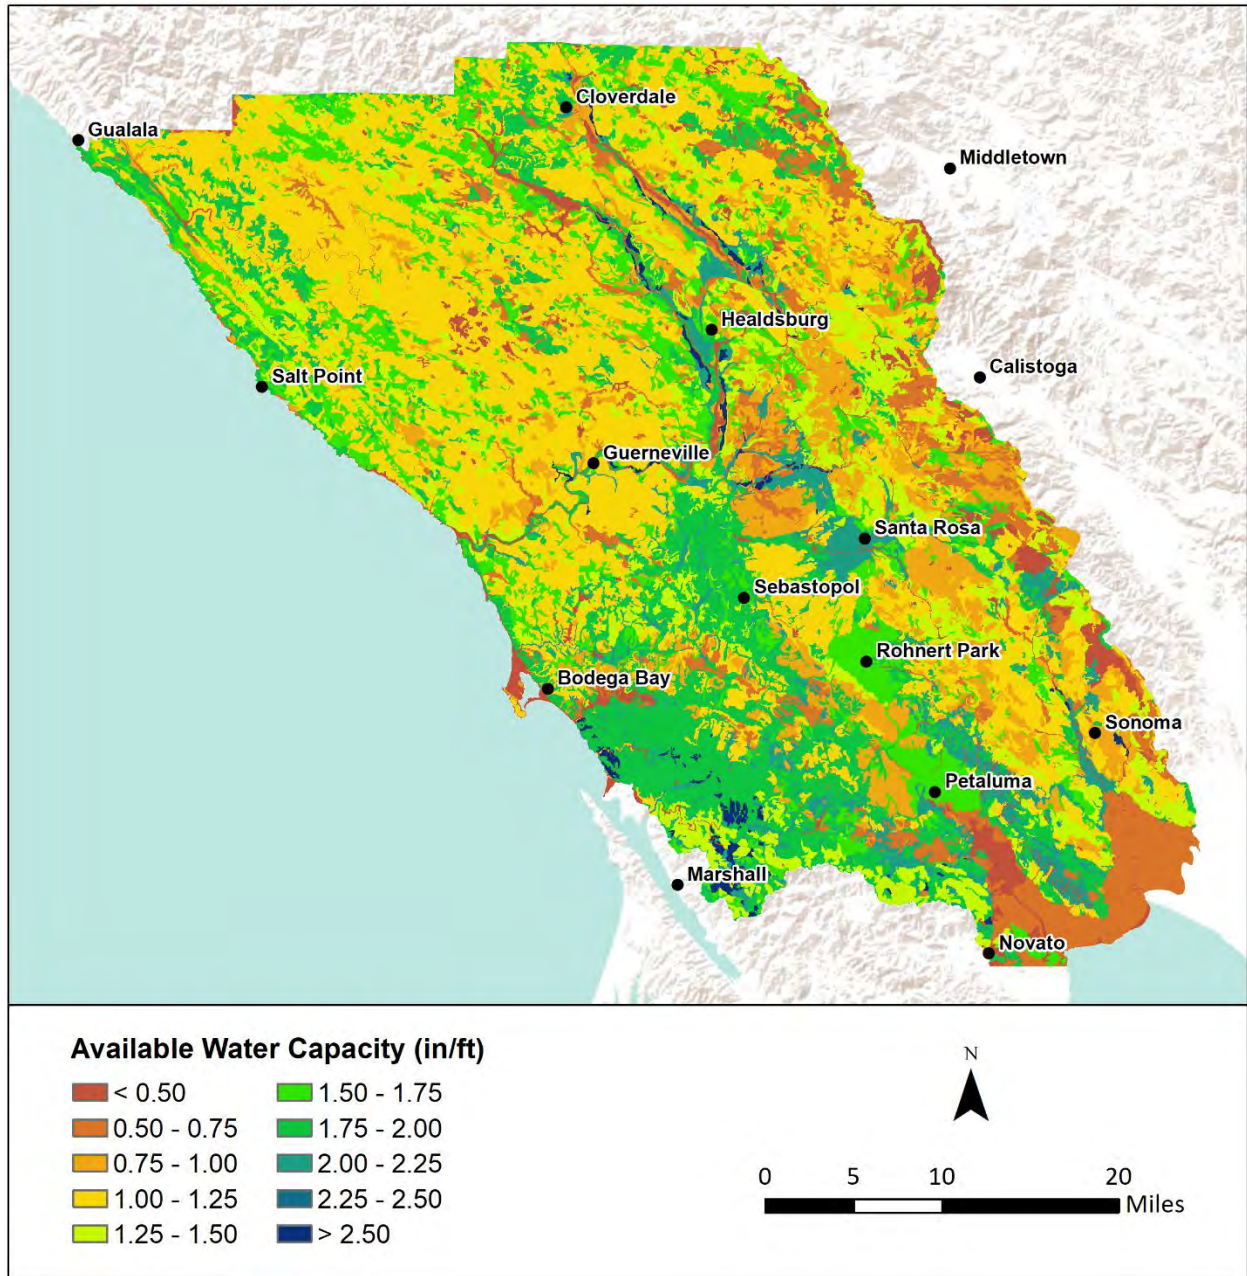 Cloverdale
Gualala
Middletown
Healdsburg
Calistoga
Salt Point
Guerneville
Santa Rosa
Sebastopol
Rohnert Park
Bodega Bay
Sonoma
Petaluma
Marshall
Novato
Available Water Capacity (in/ft)
< 0.50
0.50 - 0.75
0.75 - 1.00
1.00 - 1.25
1.25 - 1.50
1.50 - 1.75
1.75 - 2.00
2.00 - 2.25
2.25 - 2.50
> 2.50
N
0 5 10 20
Miles